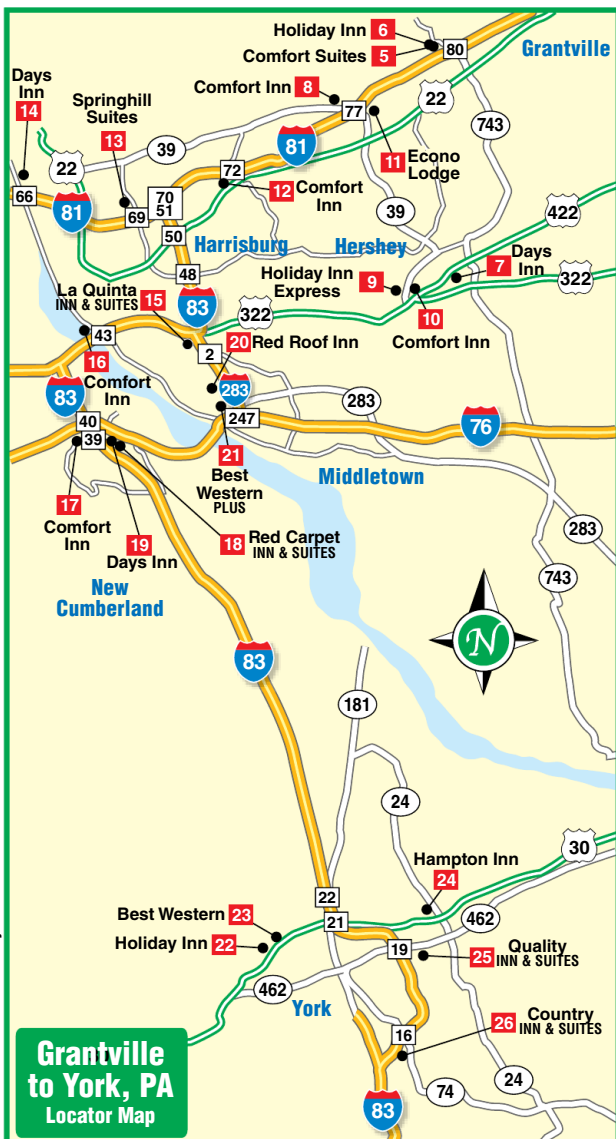 Holiday Inn 6
Comfort Suites 5
80
Grantville
Days
Inn
14
Springhill
Suites
13
Comfort Inn 8
22
77
743
39
81
11 Econo
Lodge
22
72
12 Comfort
Inn
39
66
81
70
51
69
50
Harrisburg
Hershey
422
48
Holiday Inn
Express
9
7 Days
Inn
322
La Quinta
INN & SUITES
15
83
322
10
Comfort Inn
43
2
20 Red Roof Inn
16
Comfort
Inn
83
283
283
40
39
247
76
21
Best
Western
PLUS
Middletown
17
Comfort
Inn
19
Days Inn
18 Red Carpet
INN & SUITES
283
New
Cumberland
743
N
83
181
24
30
Hampton Inn
24
22
Best Western 23
21
462
Holiday Inn 22
19
25 Quality
INN & SUITES
462
York
26 Country
INN & SUITES
16
Grantville
to York, PA
Locator Map
83
74
24